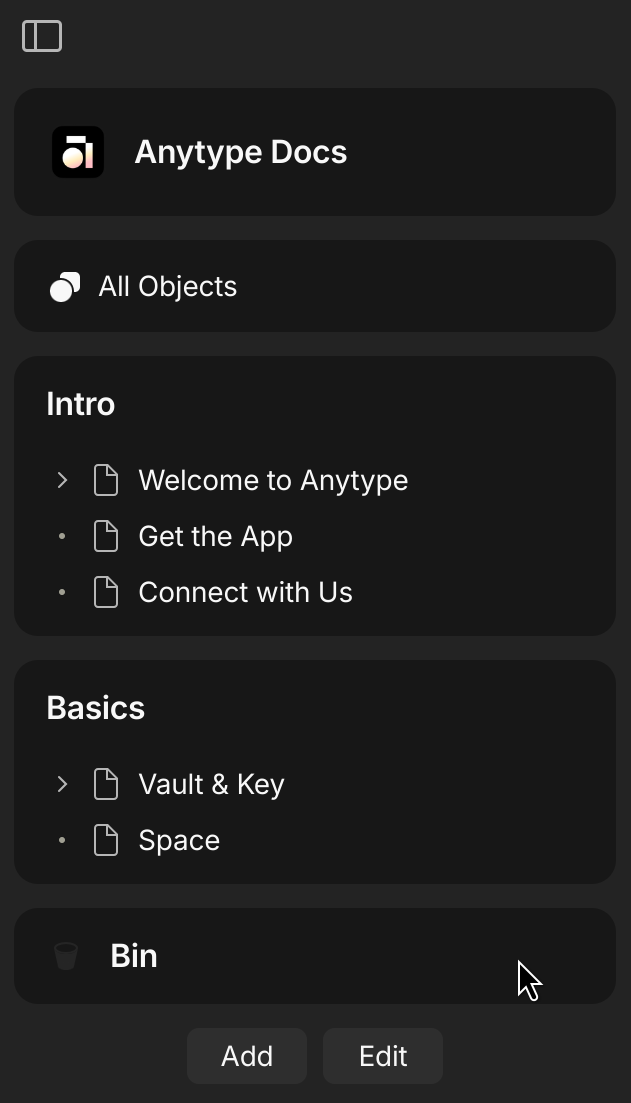 Anytype Docs
All Objects
Intro
Welcome to Anytype
Get the App
Connect with Us
Basics
Vault & Key
Space
Bin
Add
Edit